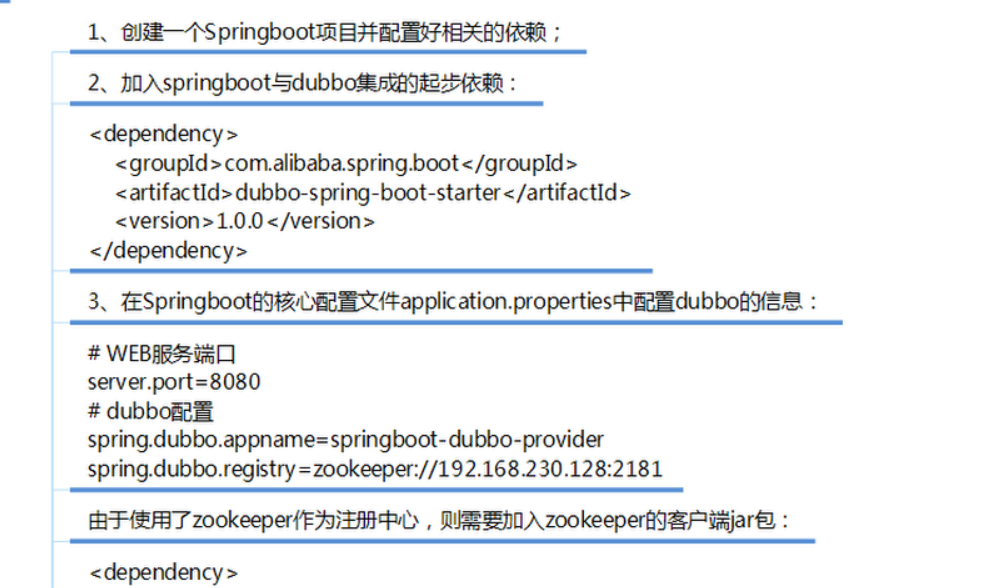 1、创建一个Springboot项目并配置好相关的依赖；
2、加入springboot与dubbo集成的起步依赖：
<dependency>
<groupId>com.alibaba.spring.boot</groupId>
<artifactId>dubbo-spring-boot-starter</artifactId>
<version>1.0.0</version>
</dependency>
3、在Springboot的核心配置文件application.properties中配置dubbo的信息：
# WEB服务端口
server.port=8080
# dubbo配置
spring.dubbo.appname=springboot-dubbo-provider
spring.dubbo.registry=zookeeper://192.168.230.128:2181
由于使用了zookeeper作为注册中心，则需要加入zookeeper的客户端jar包：
<dependency>